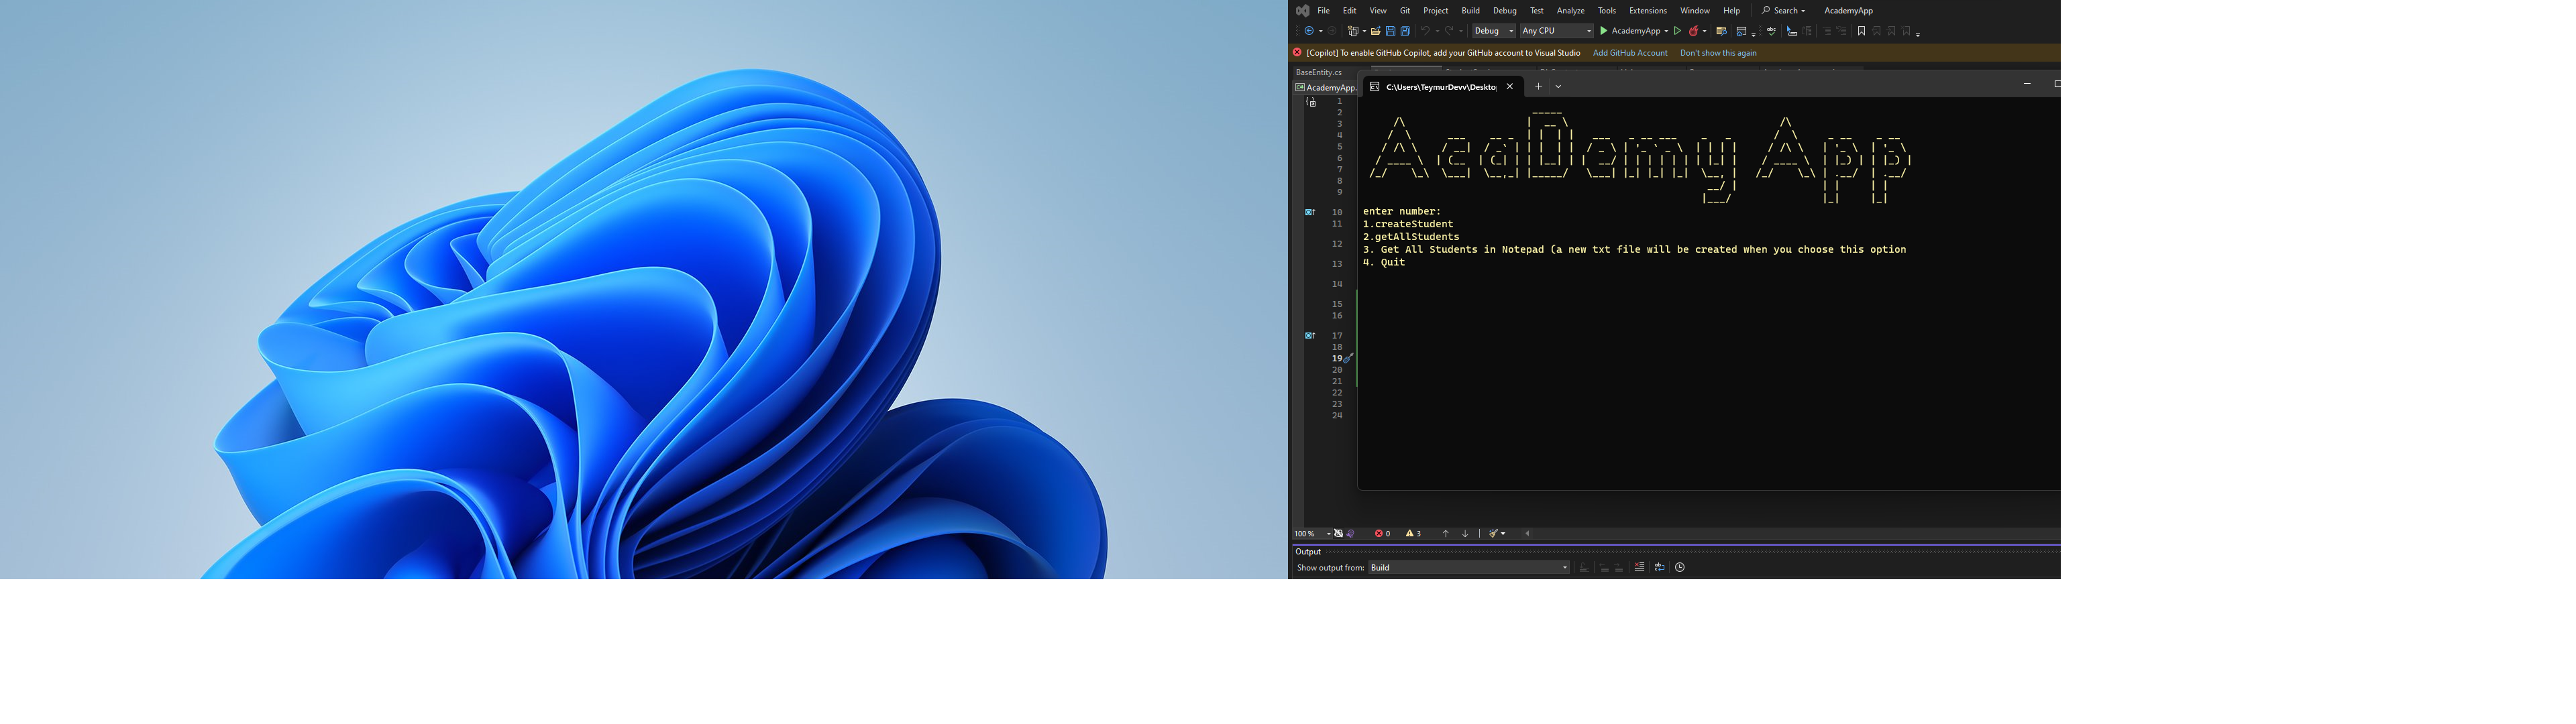 File Edit View Git Project Build Debug Test Analyze Tools Extensions Window Help Search AcademyApp
Debug Any CPU AcademyApp
[Copilot] To enable GitHub Copilot, add your GitHub account to Visual Studio Add GitHub Account Don't show this again
BaseEntity.cs
AcademyApp.
C:\Users\TeymurDevv\Deskto
AcaDemy App
enter number:
1.createStudent
2.getAllStudents
3. Get All Students in Notepad (a new txt file will be created when you choose this option
4. Quit
1
2
3
4
5
6
7
8
9
10
11
12
13
14
15
16
17
18
19
20
21
22
23
24
100 % 0 3
Output
Show output from: Build